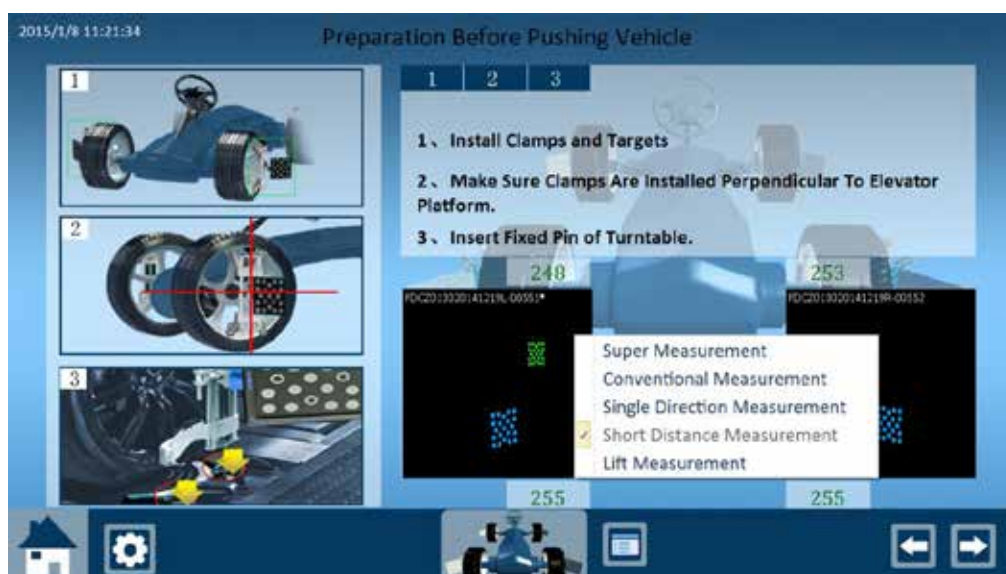 2015/1/8 11:21:34
Preparation Before Pushing Vehicle
1
2
3
1 2 3
1、Install Clamps and Targets
2、Make Sure Clamps Are Installed Perpendicular To Elevator
Platform.
3、Insert Fixed Pin of Turntable.
248
253
Super Measurement
Conventional Measurement
Single Direction Measurement
✓ Short Distance Measurement
Lift Measurement
255
255